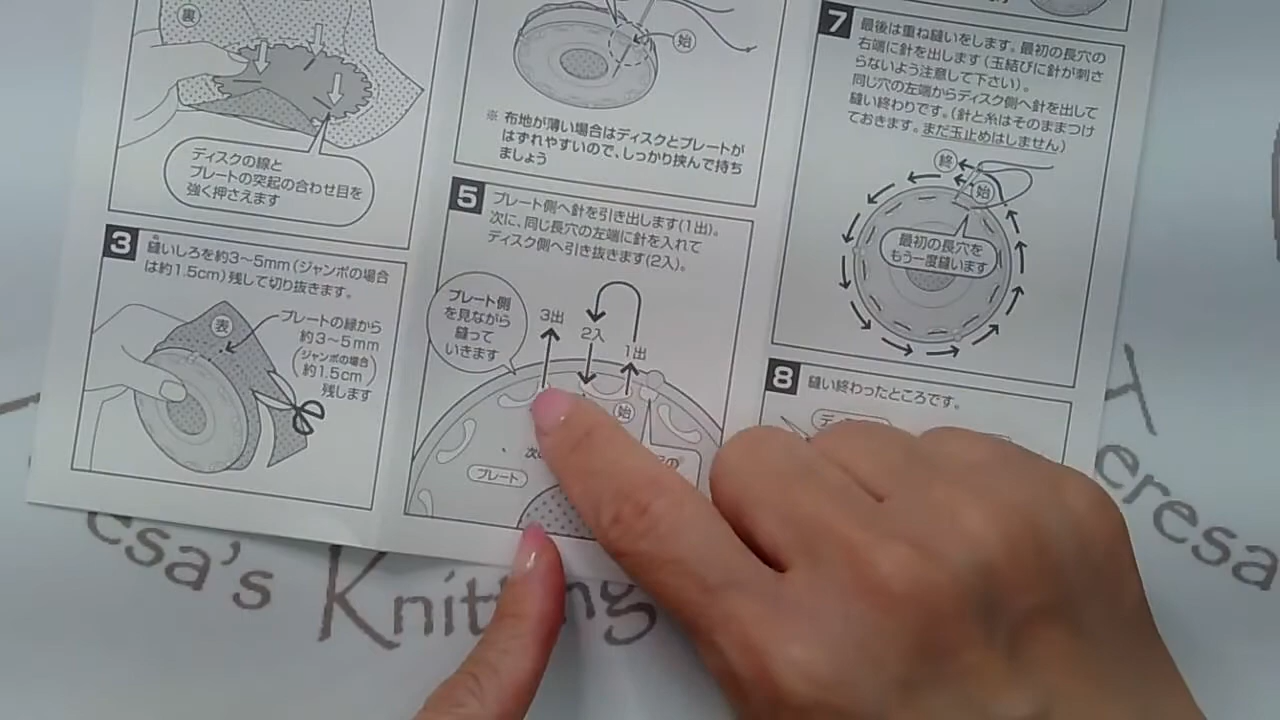 裏
ディスクの線と
プレートの突起の合わせ目を
強く押さえます
3
縫いしろを約3～5mm(ジャンボの場合
は約1.5cm)残して切り抜きます。
表
プレートの縁から
約3～5mm
(ジャンボの場合
約1.5cm)
残します
始
※ 布地が薄い場合はディスクとプレートが
はずれやすいので、しっかり挟んで持ち
ましょう
5
プレート側へ針を引き出します(1出)。
次に、同じ長穴の左端に針を入れて
ディスク側へ引き抜きます(2入)。
プレート側
を見ながら
縫って
いきます
3出
2入
1出
始
次
の
プレート
7
最後は重ね縫いをします。最初の長穴の
右端に針を出します(玉結びに針が刺さ
らないよう注意して下さい)。
同じ穴の左端からディスク側へ針を出して
縫い終わりです。(針と糸はそのままつけ
ておきます。まだ玉止めはしません)
終
始
最初の長穴を
もう一度縫います
8
縫い終わったところです。
ディ
esa's Knitting
Teresa